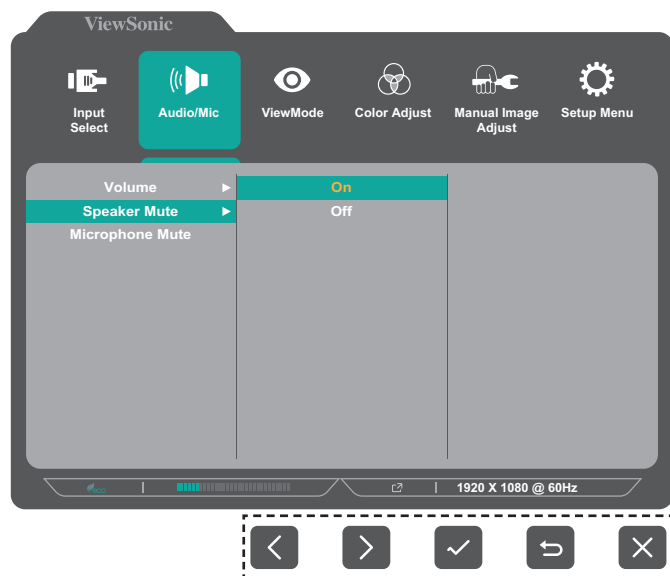 ViewSonic
Input
Select
Audio/Mic
ViewMode
Color Adjust
Manual Image
Adjust
Setup Menu
Volume
On
Speaker Mute
Off
Microphone Mute
eco
1920 X 1080 @ 60Hz